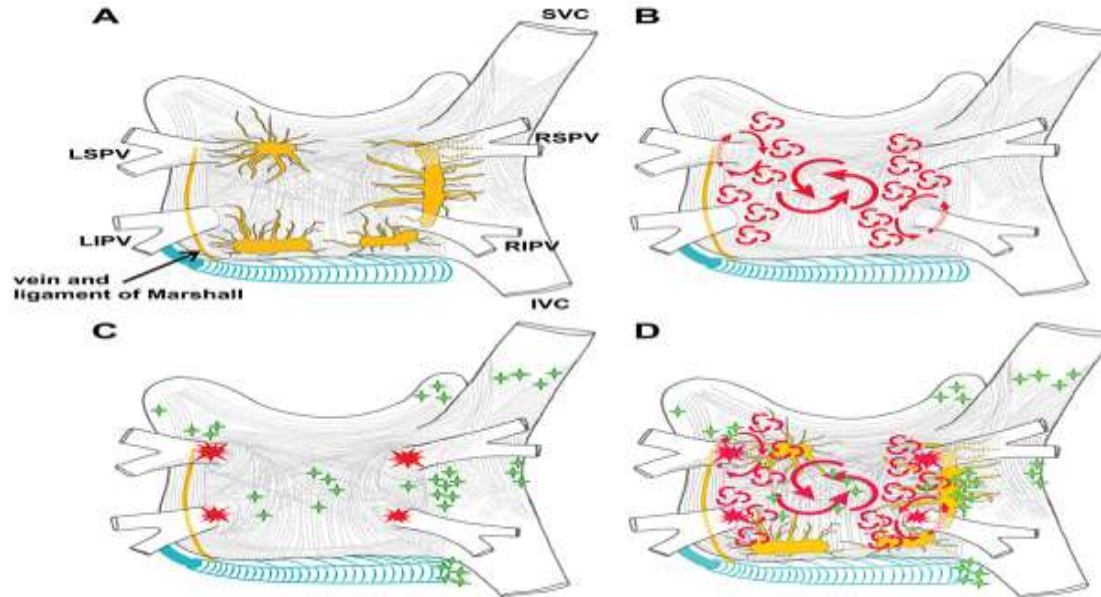 A
SVC
B
LSPV
RSPV
LIPV
RIPV
vein and
ligament of Marshall
IVC
C
D